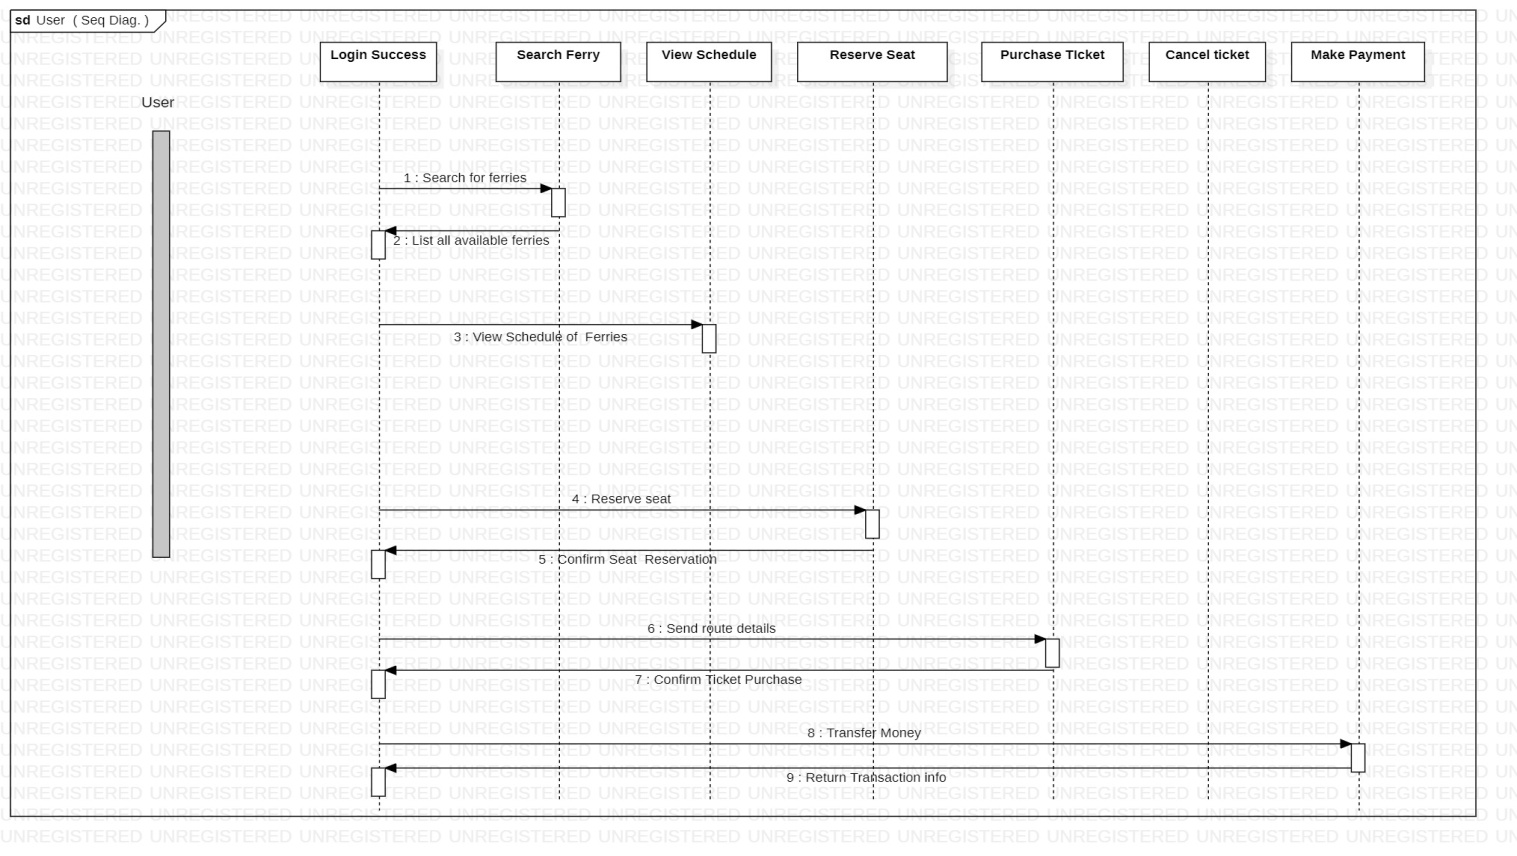 sd User ( Seq Diag. )
Login Success
Search Ferry
View Schedule
Reserve Seat
Purchase TIcket
Cancel ticket
Make Payment
User
1 : Search for ferries
2 : List all available ferries
3 : View Schedule of  Ferries
4 : Reserve seat
5 : Confirm Seat  Reservation
6 : Send route details
7 : Confirm Ticket Purchase
8 : Transfer Money
9 : Return Transaction info
UNREGISTERED